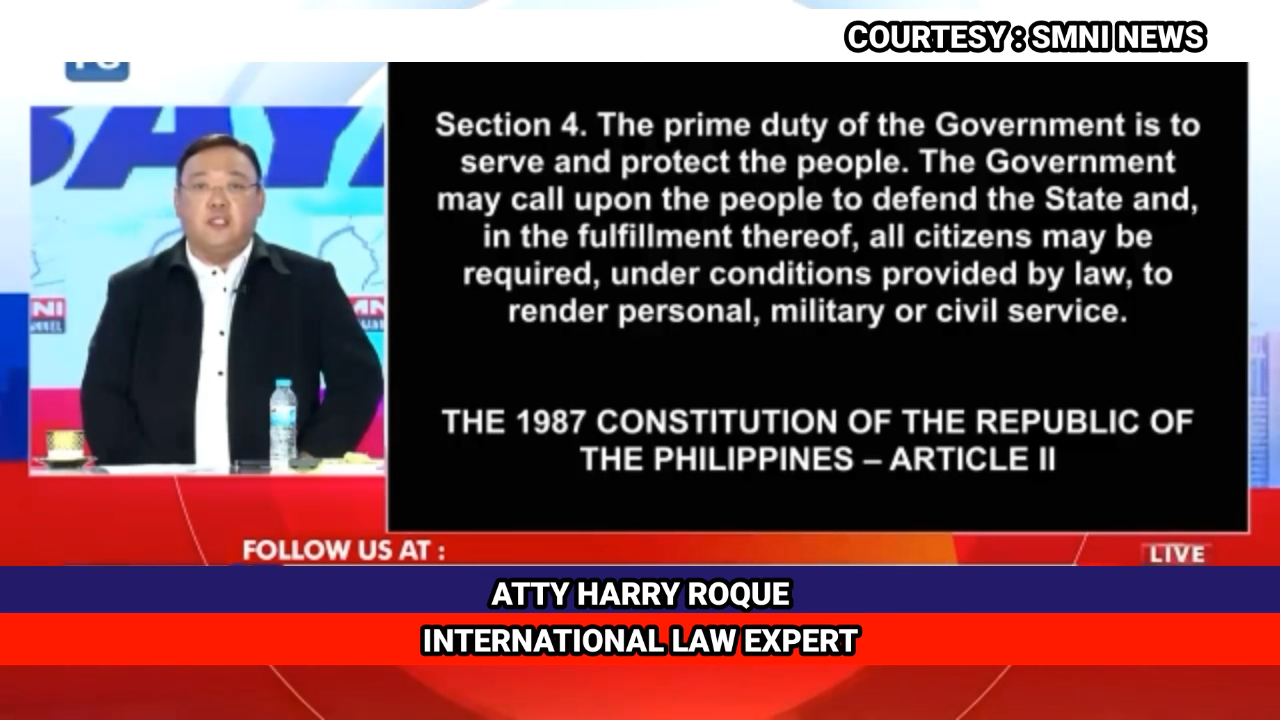 COURTESY : SMNI NEWS
BAY
Section 4. The prime duty of the Government is to
serve and protect the people. The Government
may call upon the people to defend the State and,
in the fulfillment thereof, all citizens may be
required, under conditions provided by law, to
render personal, military or civil service.
THE 1987 CONSTITUTION OF THE REPUBLIC OF
THE PHILIPPINES – ARTICLE II
FOLLOW US AT :
LIVE
ATTY HARRY ROQUE
INTERNATIONAL LAW EXPERT